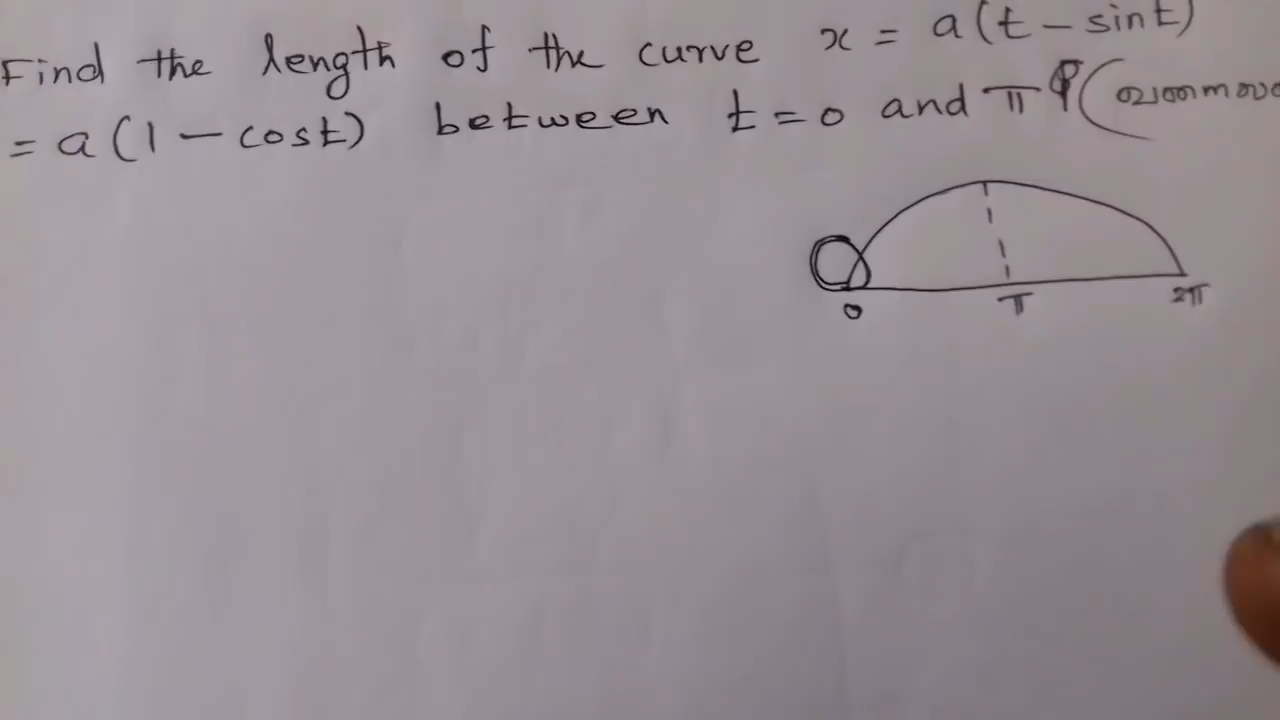 Find the length of the curve x = a(t - sint)
= a(1 - cost) between t = 0 and π ? (
0 π 2π